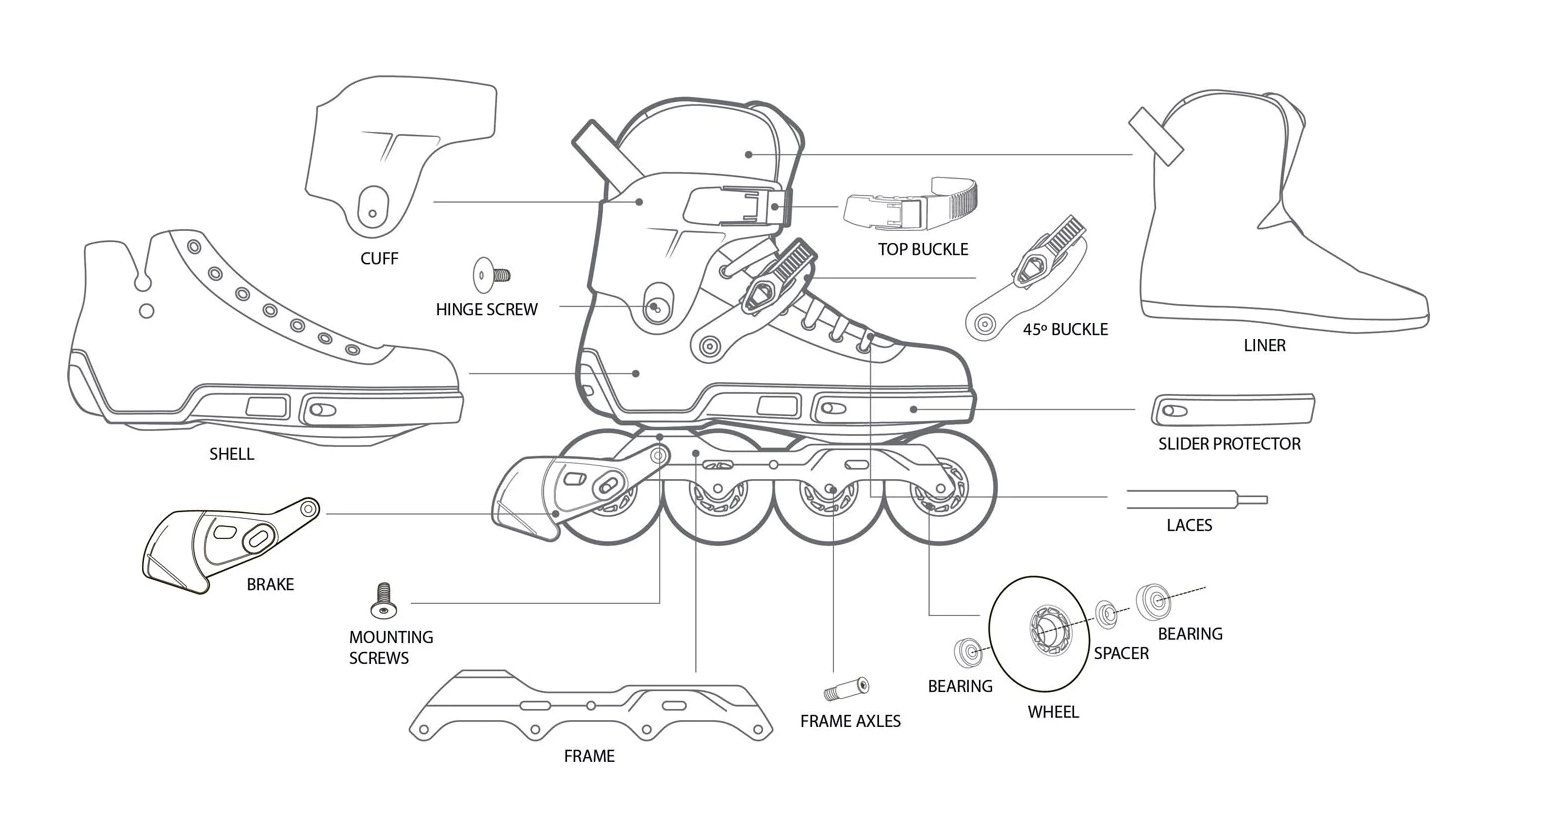 CUFF
TOP BUCKLE
HINGE SCREW
45º BUCKLE
LINER
SHELL
SLIDER PROTECTOR
LACES
BRAKE
MOUNTING
SCREWS
BEARING
SPACER
BEARING
WHEEL
FRAME AXLES
FRAME